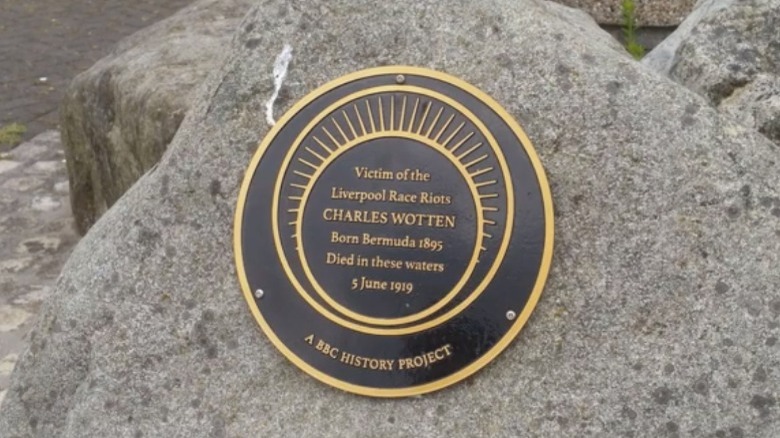 Victim of the
Liverpool Race Riots
CHARLES WOTTEN
Born Bermuda 1895
Died in these waters
5 June 1919
A BBC HISTORY PROJECT